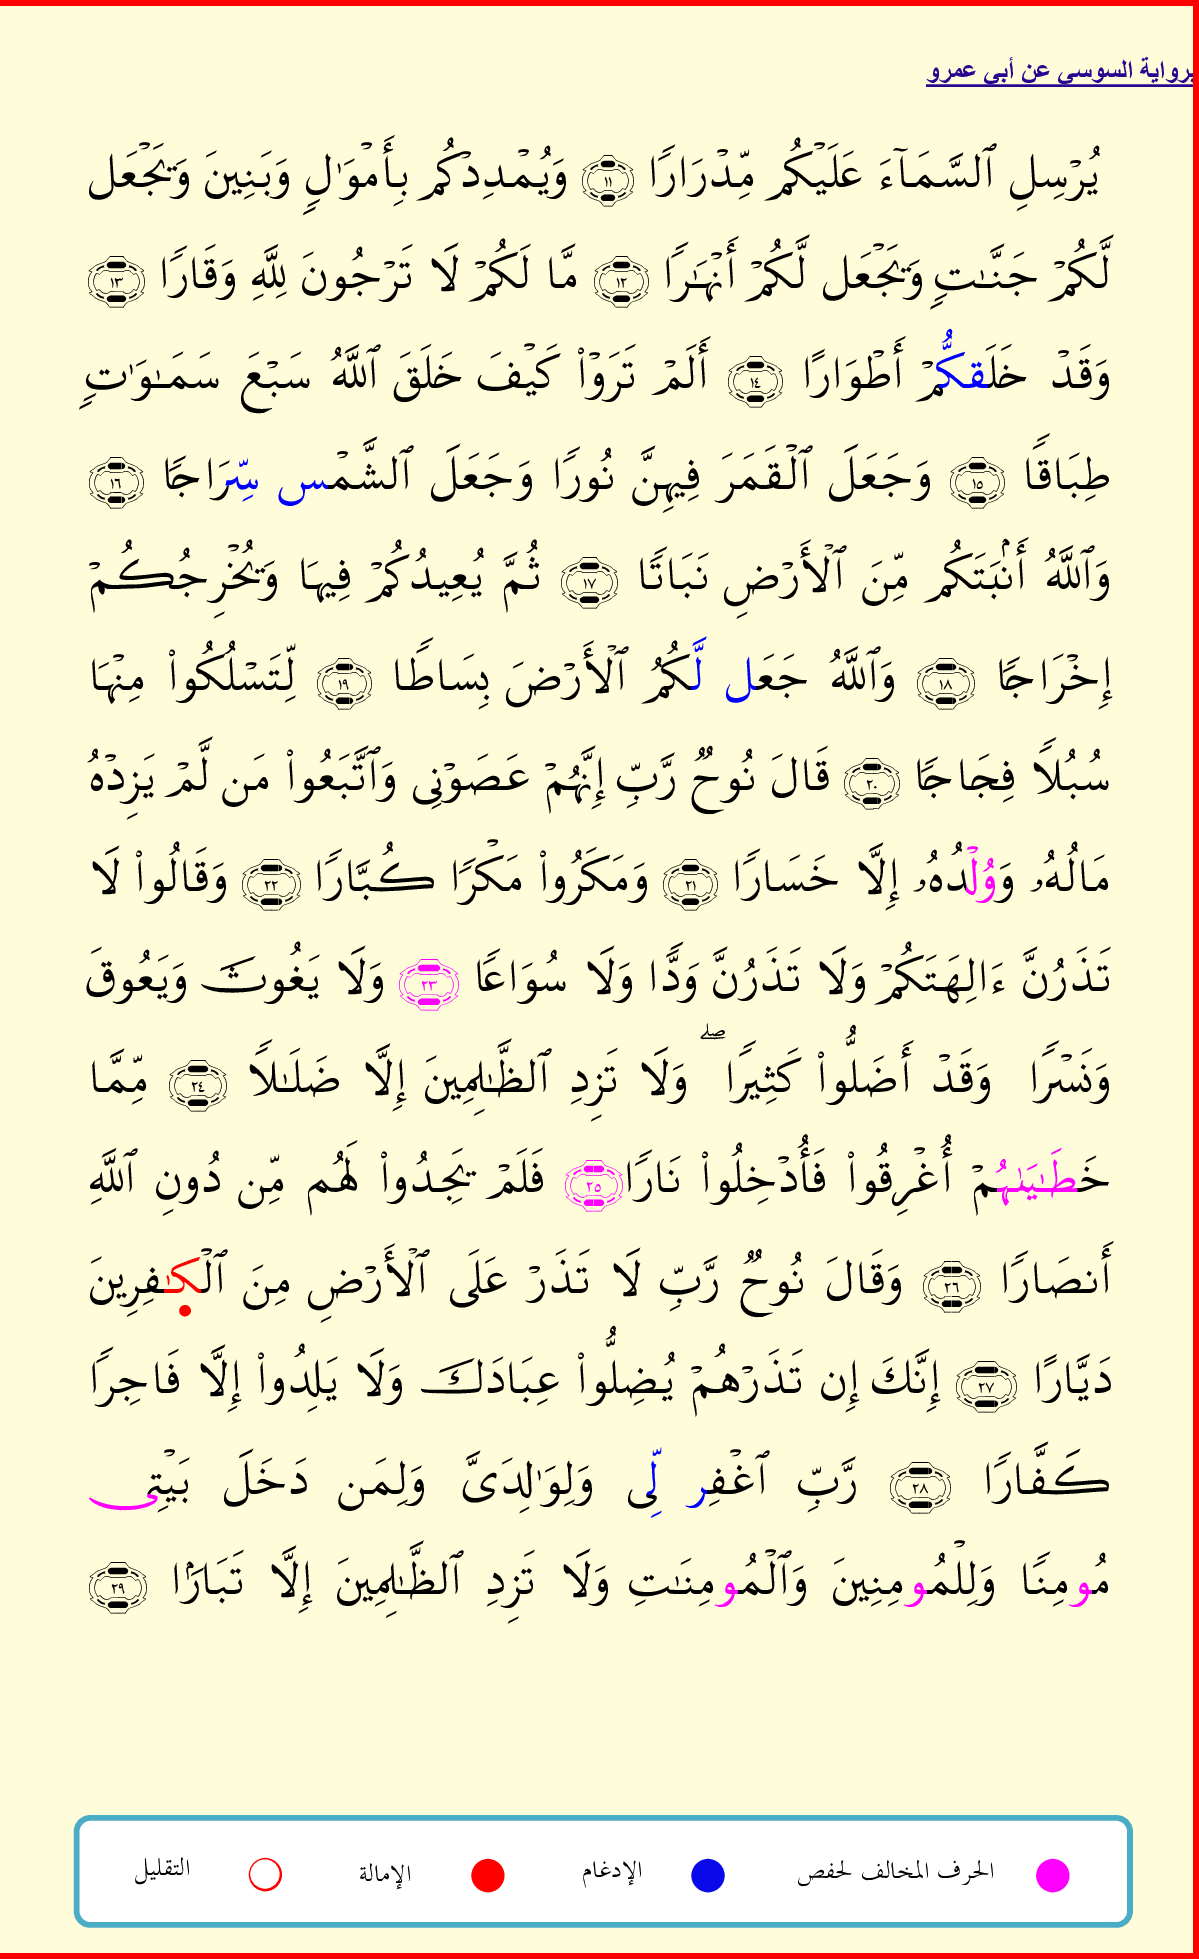 برواية السوسي عن أبي عمرو
يُرۡسِلِ ٱلسَّمَآءَ عَلَيۡكُم مِّدۡرَارٗا ١١ وَيُمۡدِدۡكُم بِأَمۡوَٰلٖ وَبَنِينَ وَيَجۡعَل
لَّكُمۡ جَنَّٰتٖ وَيَجۡعَل لَّكُمۡ أَنۡهَٰرٗا ١٢ مَّا لَكُمۡ لَا تَرۡجُونَ لِلَّهِ وَقَارٗا ١٣
وَقَدۡ خَلَقكُّمۡ أَطۡوَارًا ١٤ أَلَمۡ تَرَوۡاْ كَيۡفَ خَلَقَ ٱللَّهُ سَبۡعَ سَمَٰوَٰتٖ
طِبَاقٗا ١٥ وَجَعَلَ ٱلۡقَمَرَ فِيهِنَّ نُورٗا وَجَعَلَ ٱلشَّمۡس سِّرَاجٗا ١٦
وَٱللَّهُ أَنۢبَتَكُم مِّنَ ٱلۡأَرۡضِ نَبَاتٗا ١٧ ثُمَّ يُعِيدُكُمۡ فِيهَا وَيُخۡرِجُكُمۡ
إِخۡرَاجٗا ١٨ وَٱللَّهُ جَعَل لَّكُمُ ٱلۡأَرۡضَ بِسَاطٗا ١٩ لِّتَسۡلُكُواْ مِنۡهَا
سُبُلٗا فِجَاجٗا ٢٠ قَالَ نُوحٞ رَّبِّ إِنَّهُمۡ عَصَوۡنِي وَٱتَّبَعُواْ مَن لَّمۡ يَزِدۡهُ
مَالُهُۥ وَوُلۡدُهُۥ إِلَّا خَسَارٗا ٢١ وَمَكَرُواْ مَكۡرٗا كُبَّارٗا ٢٢ وَقَالُواْ لَا
تَذَرُنَّ ءَالِهَتَكُمۡ وَلَا تَذَرُنَّ وَدّٗا وَلَا سُوَاعٗا ٢٣ وَلَا يَغُوثَ وَيَعُوقَ
وَنَسۡرٗا وَقَدۡ أَضَلُّواْ كَثِيرٗاۖ وَلَا تَزِدِ ٱلظَّٰلِمِينَ إِلَّا ضَلَٰلٗا ٢٤ مِّمَّا
خَطَٰيَىٰهُمۡ أُغۡرِقُواْ فَأُدۡخِلُواْ نَارٗا ٢٥ فَلَمۡ يَجِدُواْ لَهُم مِّن دُونِ ٱللَّهِ
أَنصَارٗا ٢٦ وَقَالَ نُوحٞ رَّبِّ لَا تَذَرۡ عَلَى ٱلۡأَرۡضِ مِنَ ٱلۡكَٰفِرِينَ
دَيَّارًا ٢٧ إِنَّكَ إِن تَذَرۡهُمۡ يُضِلُّواْ عِبَادَكَ وَلَا يَلِدُواْ إِلَّا فَاجِرٗا
كَفَّارٗا ٢٨ رَّبِّ ٱغۡفِر لِّي وَلِوَٰلِدَيَّ وَلِمَن دَخَلَ بَيۡتِي
مُومِنٗا وَلِلۡمُومِنِينَ وَٱلۡمُومِنَٰتِ وَلَا تَزِدِ ٱلظَّٰلِمِينَ إِلَّا تَبَارَۢا ٢٩
الحرف المخالف لحفص الإدغام الإمالة التقليل